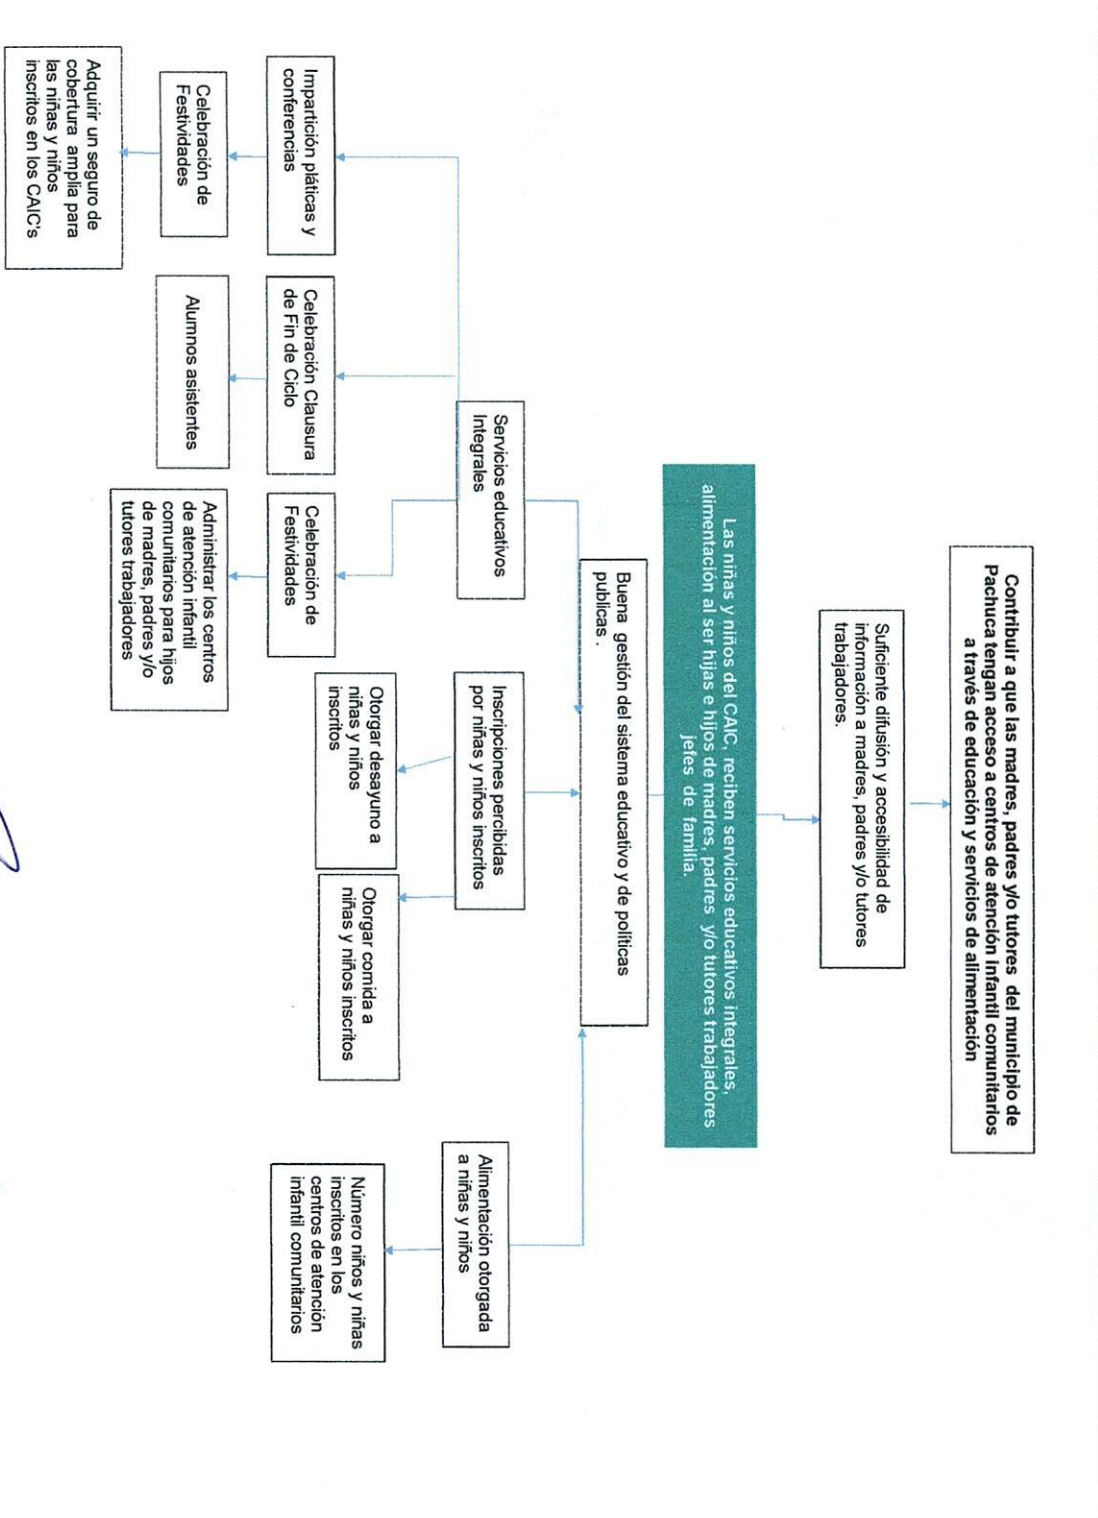 Contribuir a que las madres, padres y/o tutores del municipio de
Pachuca tengan acceso a centros de atención infantil comunitarios
a través de educación y servicios de alimentación
Suficiente difusión y accesibilidad de
información a madres, padres y/o tutores
trabajadores.
Las niñas y niños del CAIC, reciben servicios educativos integrales,
alimentación al ser hijas e hijos de madres, padres y/o tutores trabajadores
jefes de familia.
Buena gestión del sistema educativo y de políticas
publicas .
Servicios educativos
Integrales
Inscripciones percibidas
por niñas y niños inscritos
Alimentación otorgada
a niñas y niños
Impartición pláticas y
conferencias
Celebración Clausura
de Fin de Ciclo
Celebración de
Festividades
Otorgar desayuno a
niñas y niños
inscritos
Otorgar comida a
niñas y niños inscritos
Número niños y niñas
inscritos en los
centros de atención
infantil comunitarios
Celebración de
Festividades
Alumnos asistentes
Administrar los centros
de atención infantil
comunitarios para hijos
de madres, padres y/o
tutores trabajadores
Adquirir un seguro de
cobertura amplia para
las niñas y niños
inscritos en los CAIC's